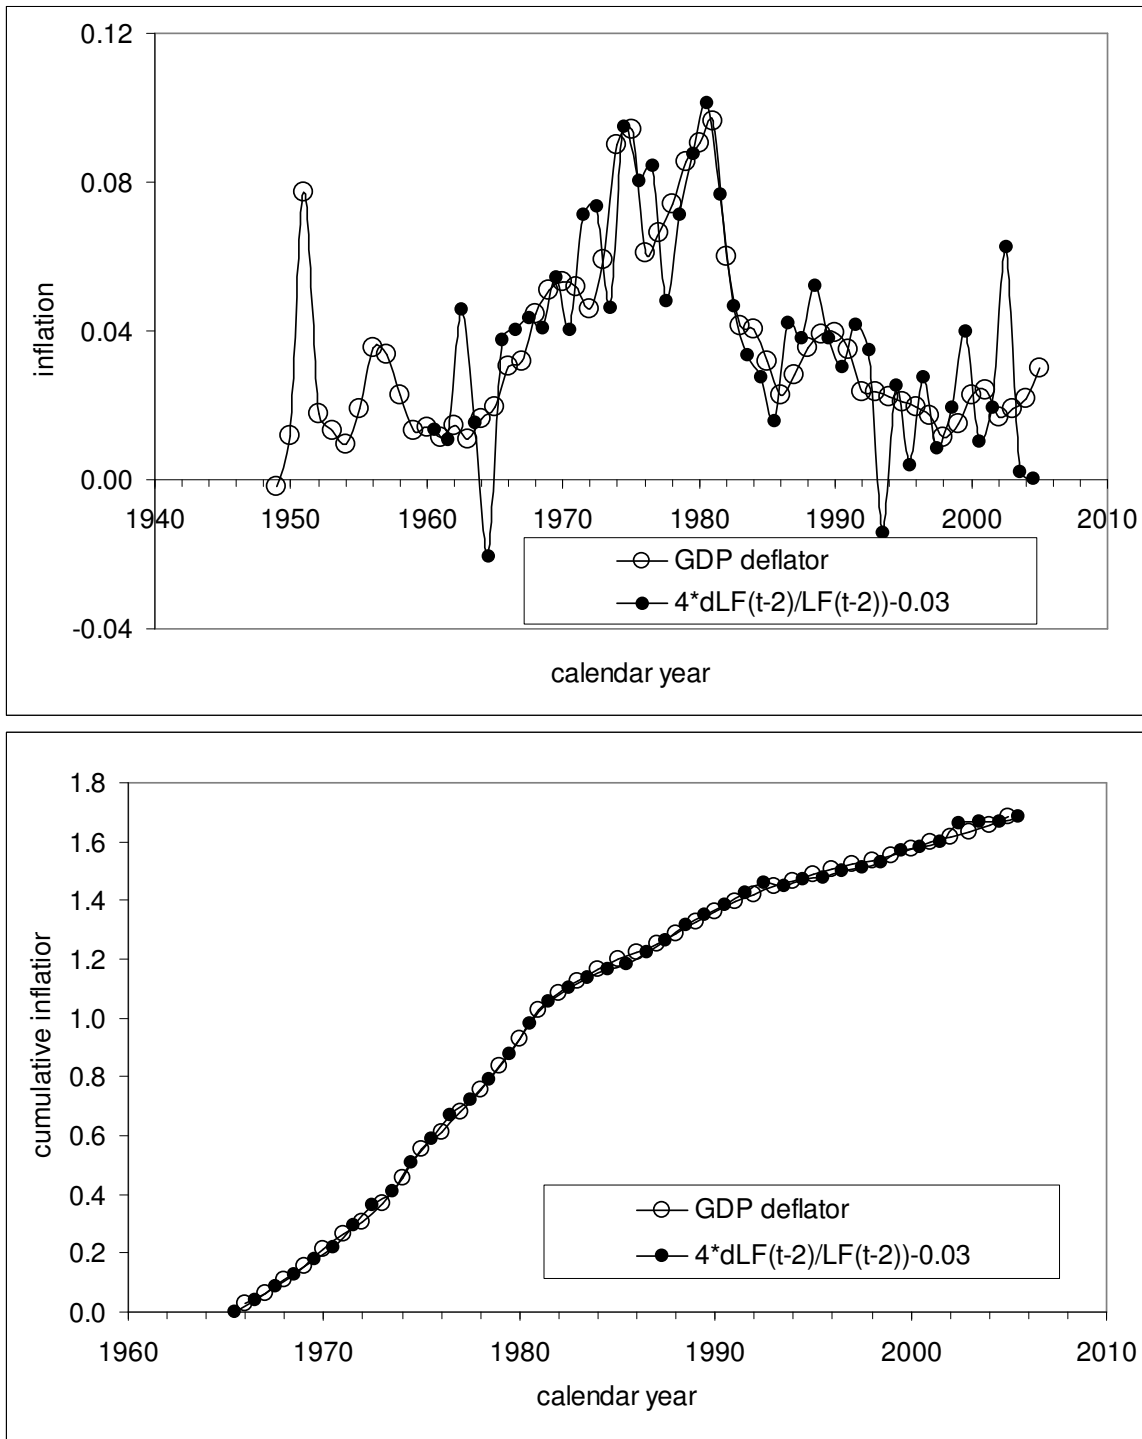 0.12
0.08
0.04
0.00
-0.04
inflation
1940 1950 1960 1970 1980 1990 2000 2010
GDP deflator
4*dLF(t-2)/LF(t-2))-0.03
calendar year
1.8
1.6
1.4
1.2
1.0
0.8
0.6
0.4
0.2
0.0
cumulative inflatior
GDP deflator
4*dLF(t-2)/LF(t-2))-0.03
1960 1970 1980 1990 2000 2010
calendar year